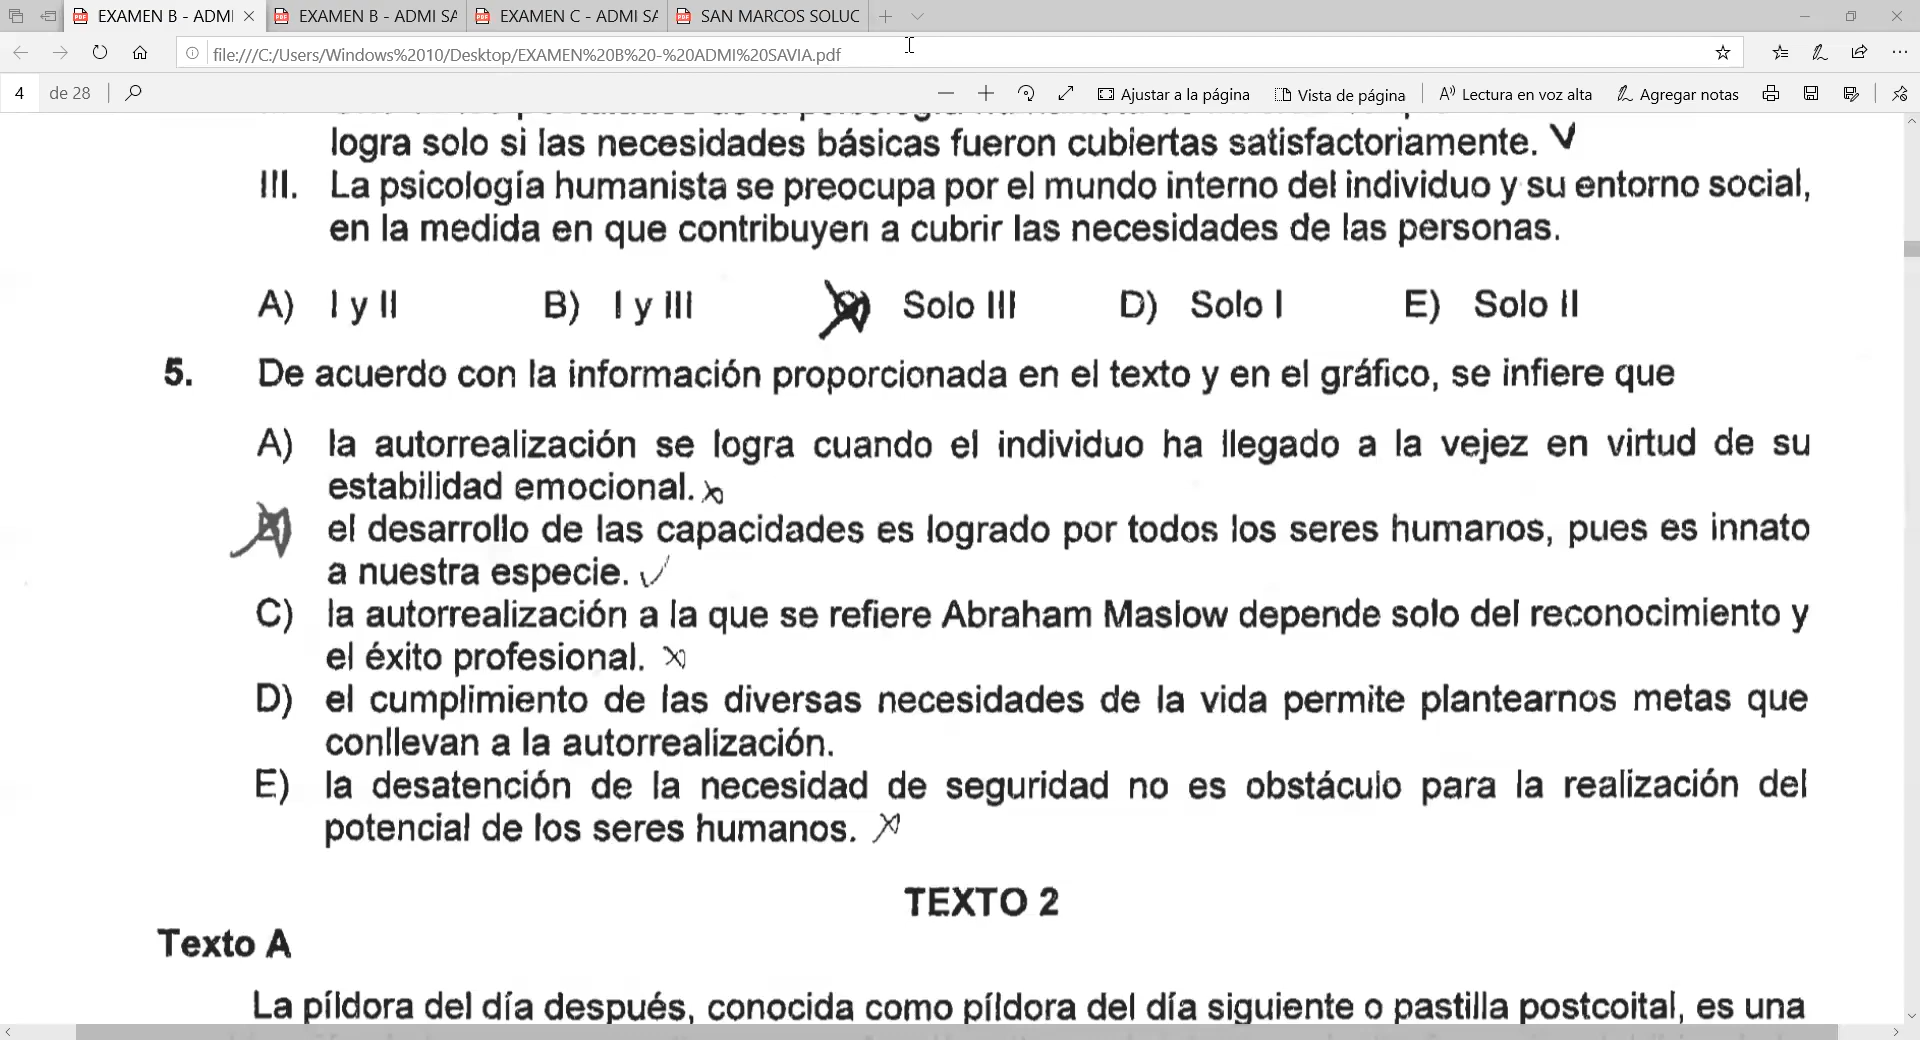 EXAMEN B - ADMI
EXAMEN B - ADMI SA
EXAMEN C - ADMI SA
SAN MARCOS SOLUC
file:///C:/Users/Windows%2010/Desktop/EXAMEN%20B%20-%20ADMI%20SAVIA.pdf
4 de 28
Ajustar a la página
Vista de página
Lectura en voz alta
Agregar notas
logra solo si las necesidades básicas fueron cubiertas satisfactoriamente. V
III. La psicología humanista se preocupa por el mundo interno del individuo y su entorno social,
en la medida en que contribuyen a cubrir las necesidades de las personas.
A) I y II B) I y III Solo III D) Solo I E) Solo II
5. De acuerdo con la información proporcionada en el texto y en el gráfico, se infiere que
A) la autorrealización se logra cuando el individuo ha llegado a la vejez en virtud de su
estabilidad emocional.
el desarrollo de las capacidades es logrado por todos los seres humanos, pues es innato
a nuestra especie.
C) la autorrealización a la que se refiere Abraham Maslow depende solo del reconocimiento y
el éxito profesional.
D) el cumplimiento de las diversas necesidades de la vida permite plantearnos metas que
conllevan a la autorrealización.
E) la desatención de la necesidad de seguridad no es obstáculo para la realización del
potencial de los seres humanos.
TEXTO 2
Texto A
La píldora del día después, conocida como píldora del día siguiente o pastilla postcoital, es una